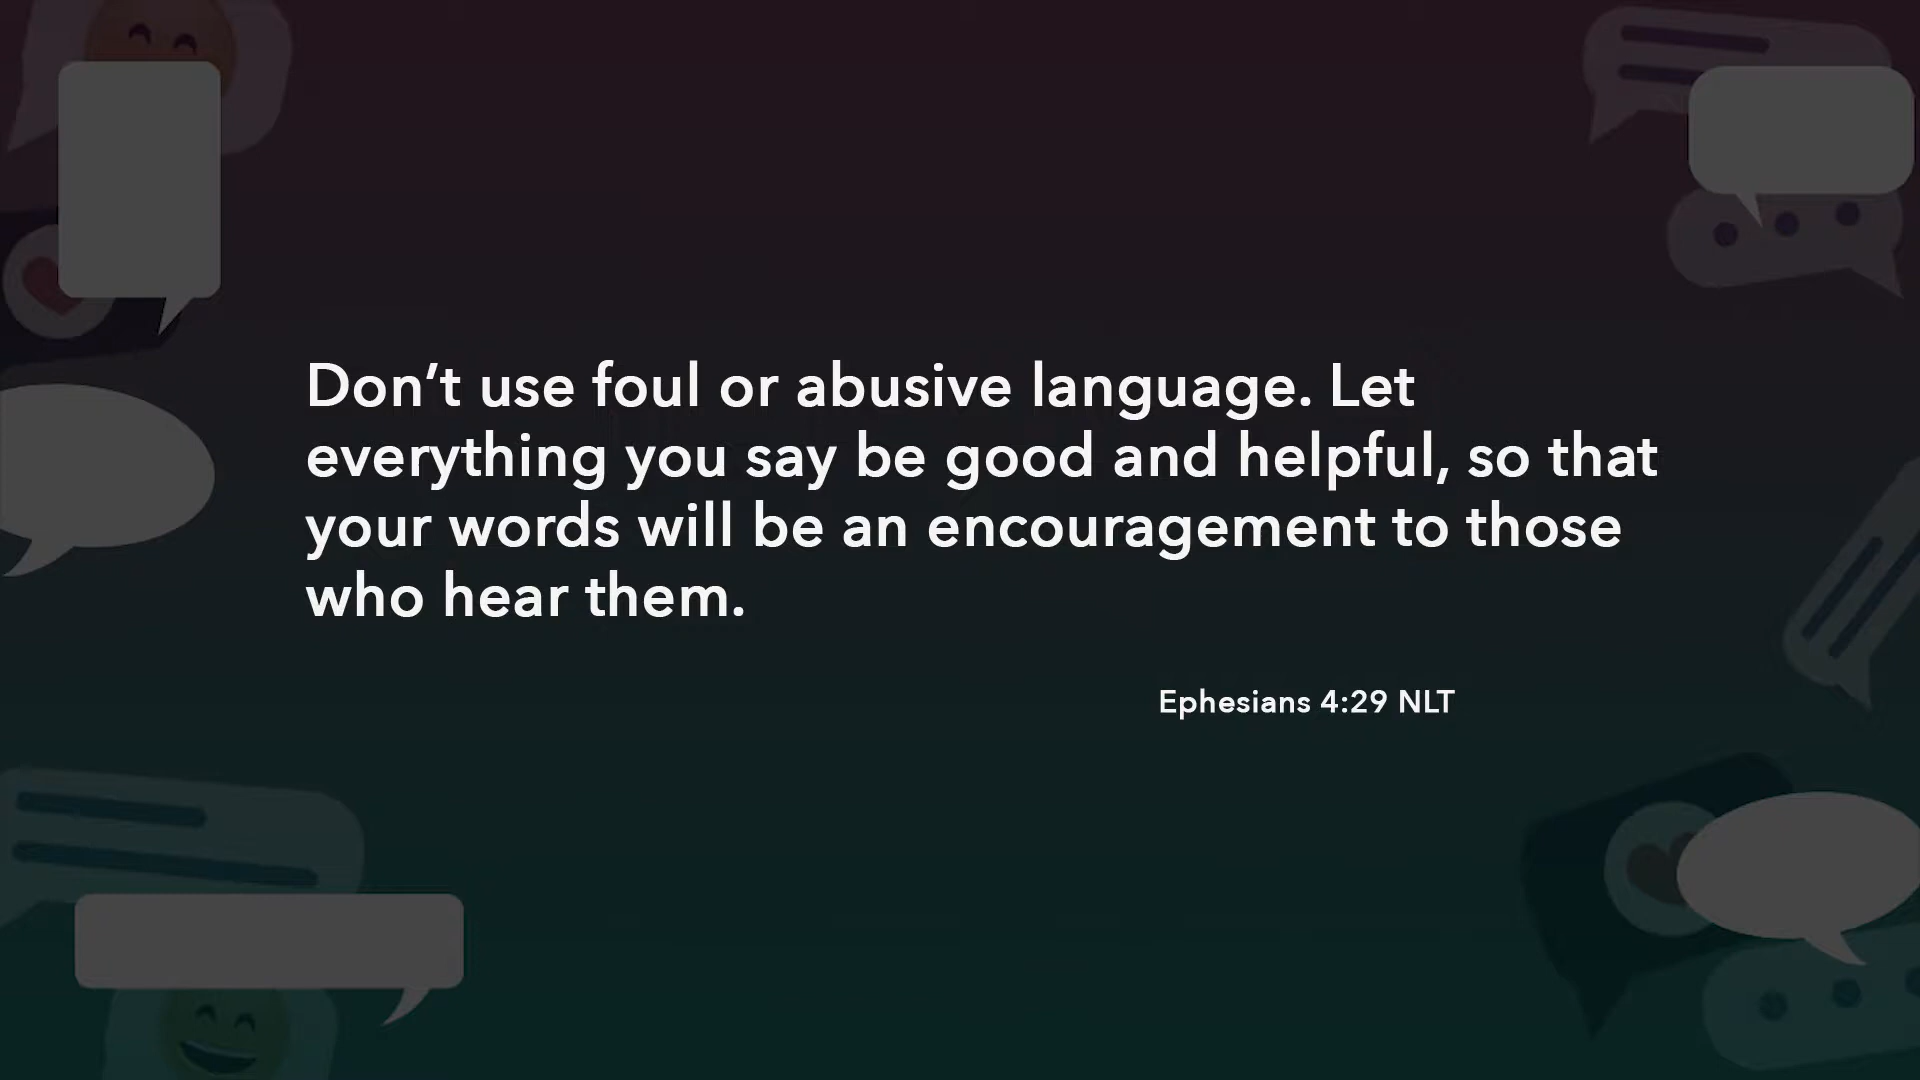 Don’t use foul or abusive language. Let
everything you say be good and helpful, so that
your words will be an encouragement to those
who hear them.
Ephesians 4:29 NLT